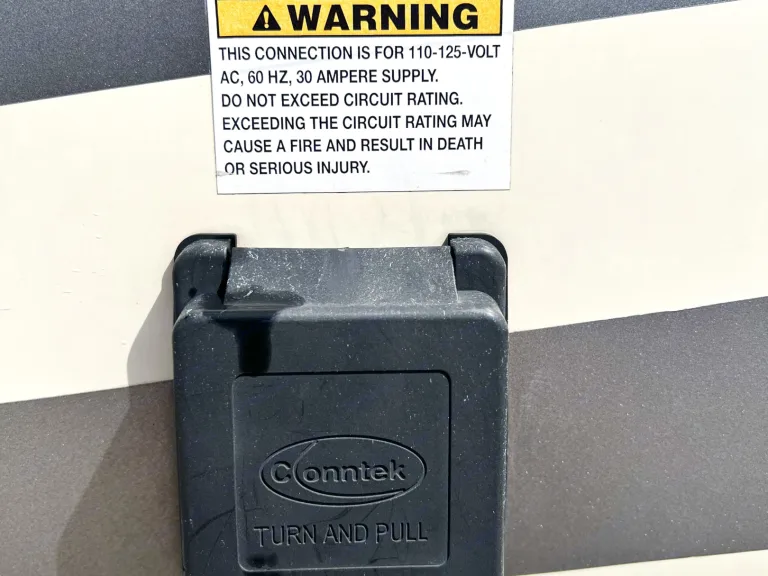 WARNING
THIS CONNECTION IS FOR 110-125-VOLT
AC, 60 HZ, 30 AMPERE SUPPLY.
DO NOT EXCEED CIRCUIT RATING.
EXCEEDING THE CIRCUIT RATING MAY
CAUSE A FIRE AND RESULT IN DEATH
OR SERIOUS INJURY.
Conntek
TURN AND PULL